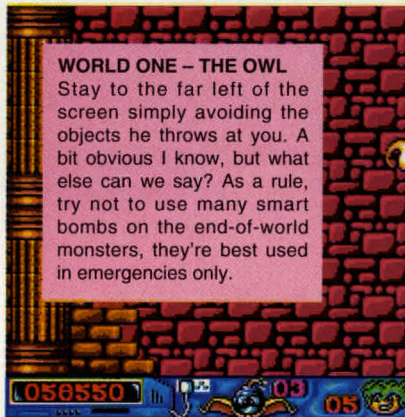 WORLD ONE – THE OWL
Stay to the far left of the
screen simply avoiding the
objects he throws at you. A
bit obvious I know, but what
else can we say? As a rule,
try not to use many smart
bombs on the end-of-world
monsters, they're best used
in emergencies only.
058550 03 05